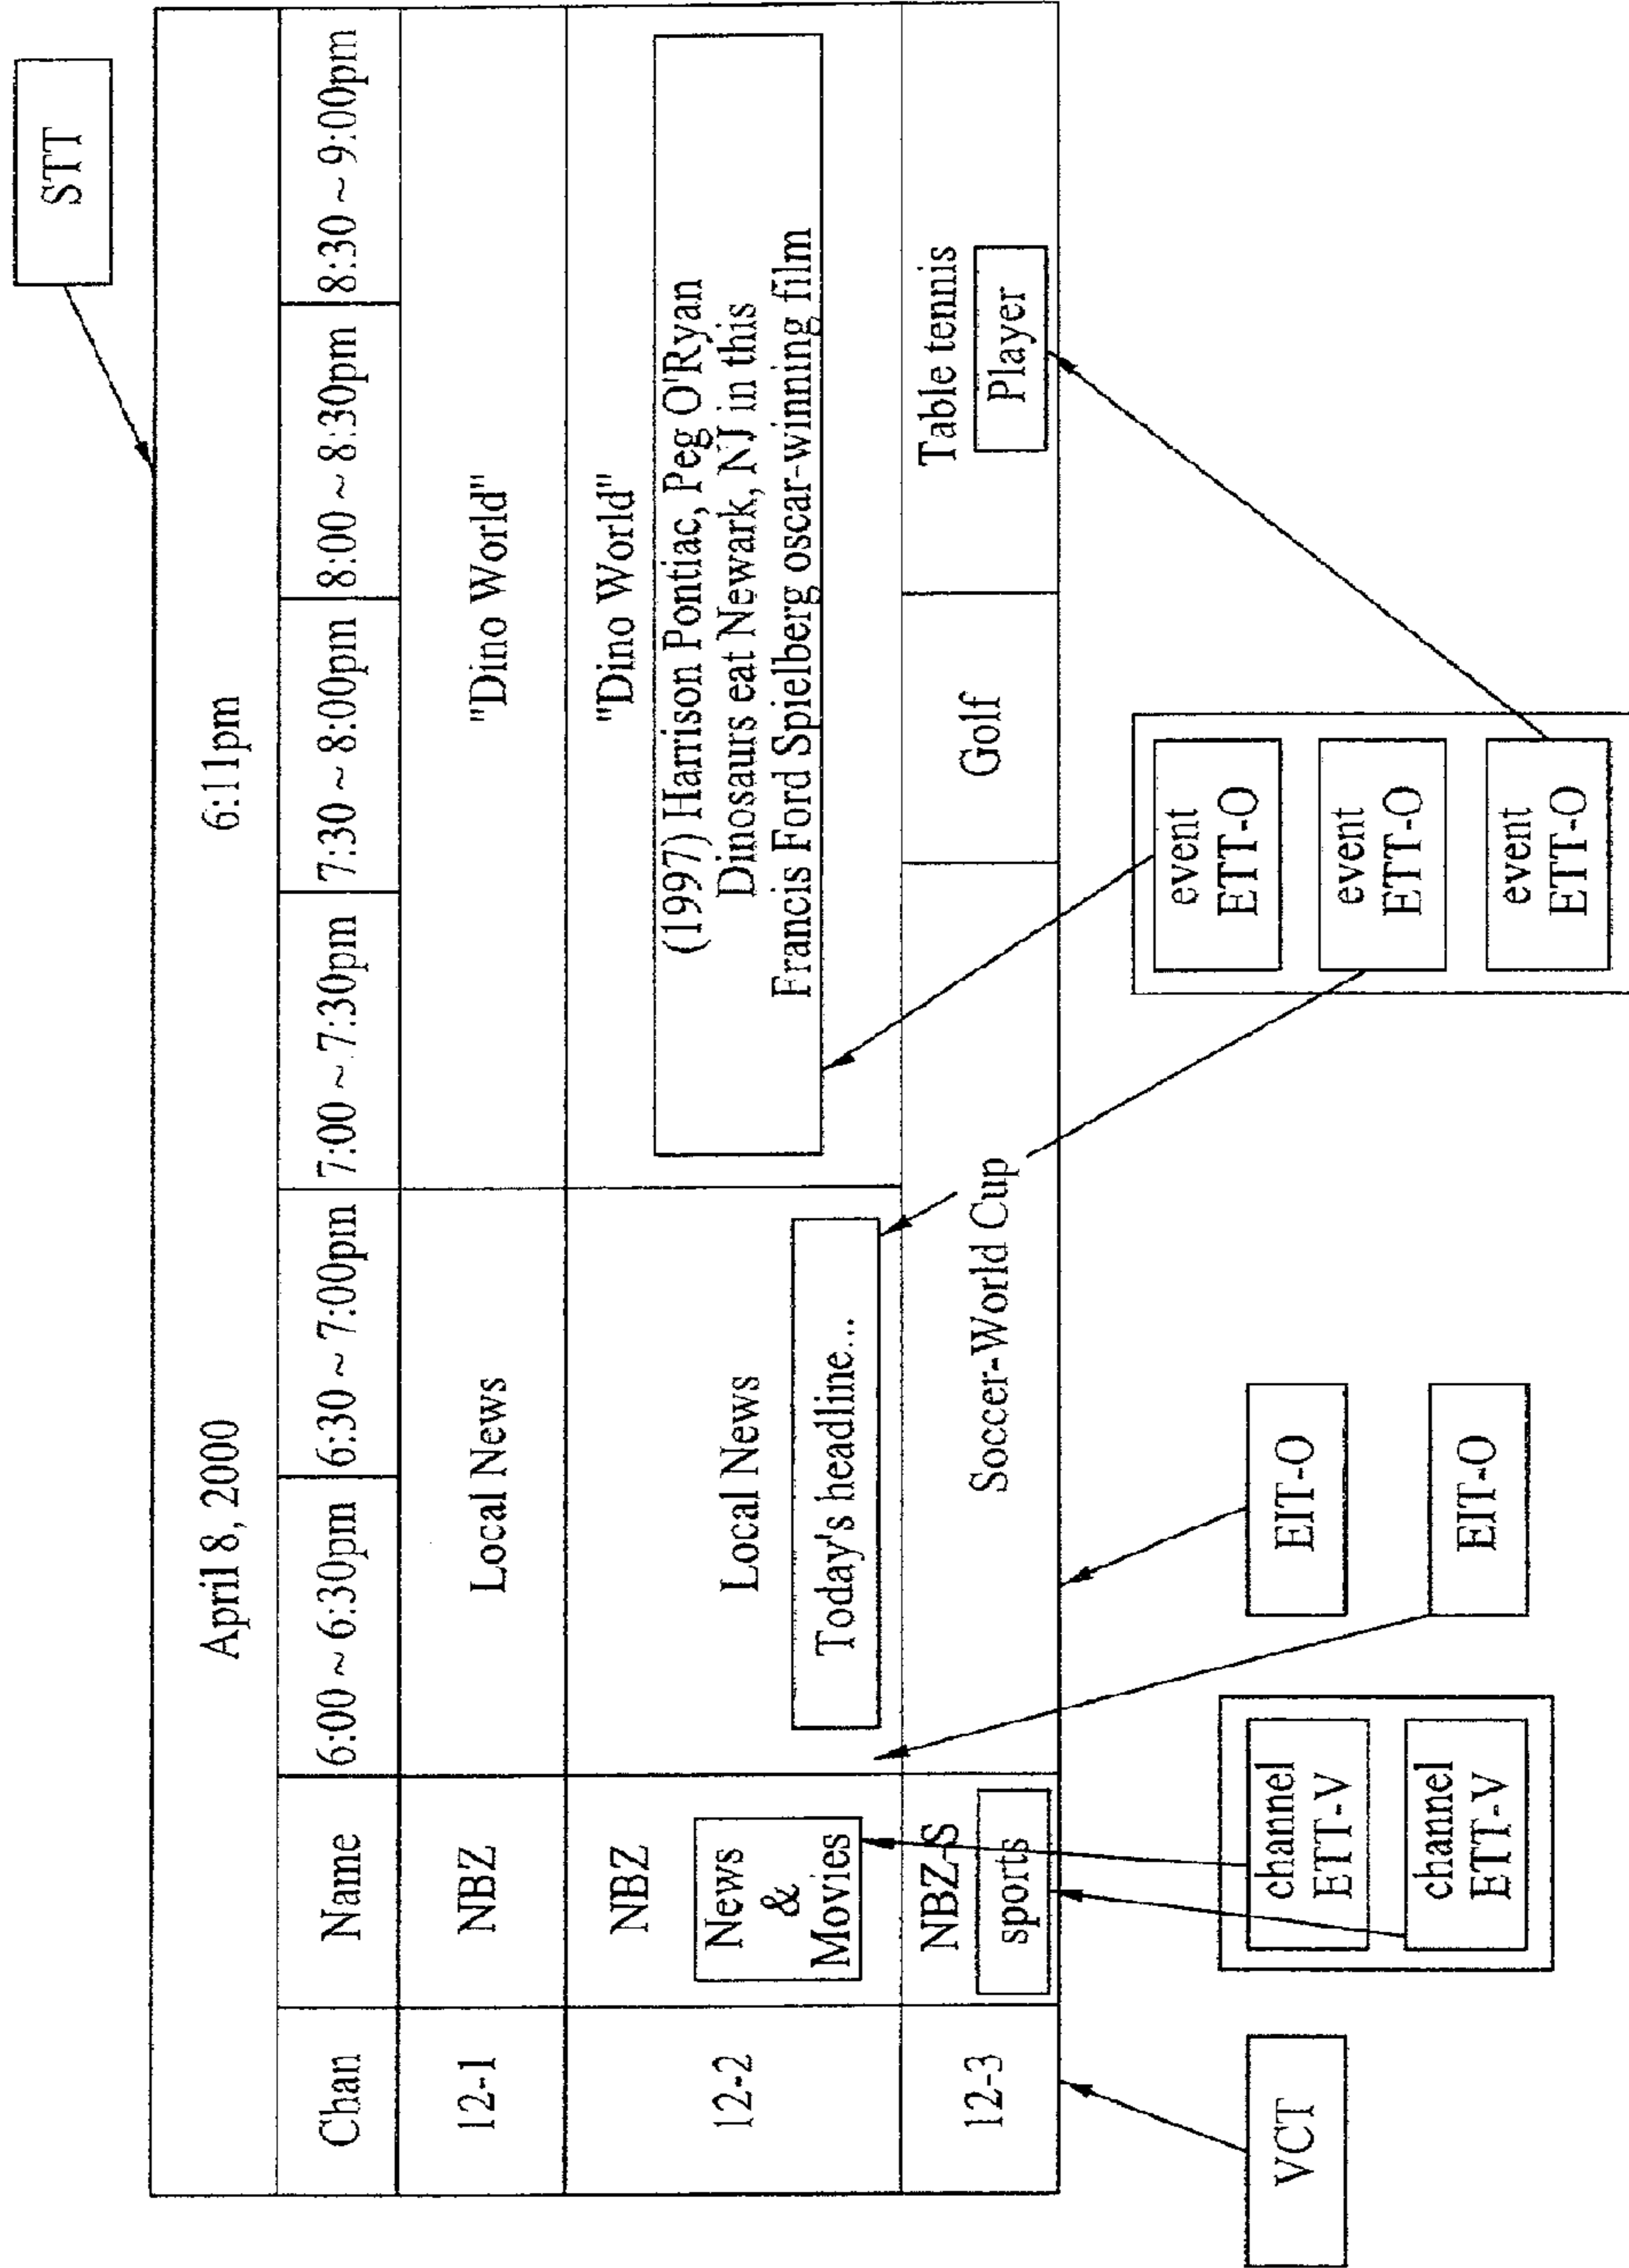 STT
April 8, 2000 6:11pm
Chan Name 6:00 ~ 6:30pm 6:30 ~ 7:00pm 7:00 ~ 7:30pm 7:30 ~ 8:00pm 8:00 ~ 8:30pm 8:30 ~ 9:00pm
12-1 NBZ Local News "Dino World"
12-2 NBZ Local News "Dino World"
News
&
Movies
Today's headline...
(1997) Harrison Pontiac, Peg O'Ryan
Dinosaurs eat Newark, NJ in this
Francis Ford Spielberg oscar-winning film
12-3 NBZ-S Soccer-World Cup Golf Table tennis
sports
Player
VCT
channel
ETT-V
channel
ETT-V
EIT-O
EIT-O
event
ETT-O
event
ETT-O
event
ETT-O